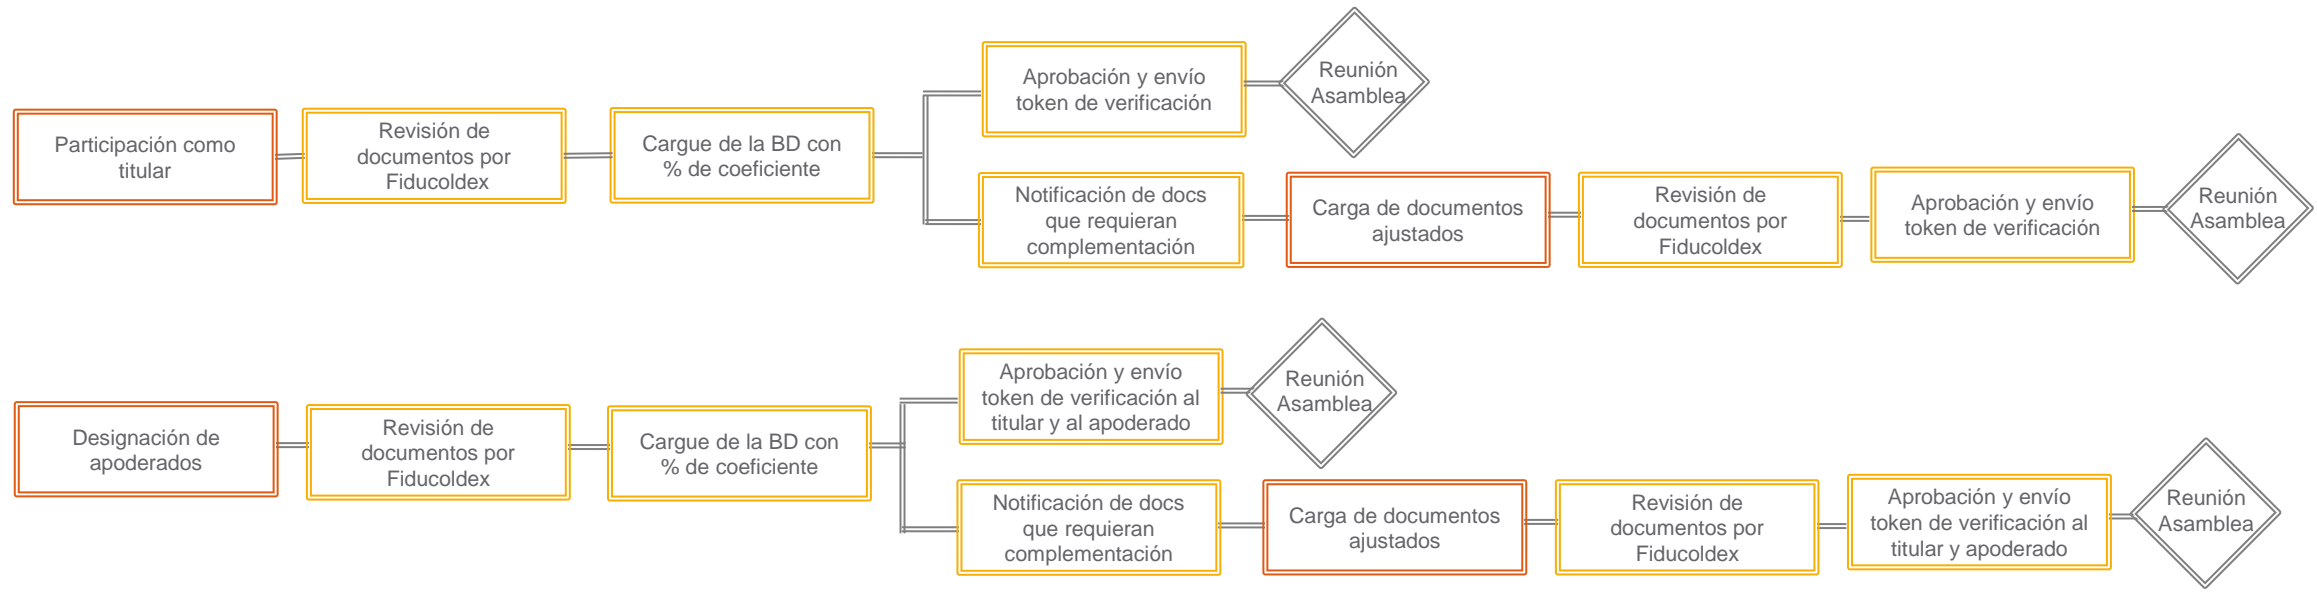 Participación como
titular
Revisión de
documentos por
Fiducoldex
Cargue de la BD con
% de coeficiente
Aprobación y envío
token de verificación
Reunión
Asamblea
Notificación de docs
que requieran
complementación
Carga de documentos
ajustados
Revisión de
documentos por
Fiducoldex
Aprobación y envío
token de verificación
Reunión
Asamblea
Designación de
apoderados
Revisión de
documentos por
Fiducoldex
Cargue de la BD con
% de coeficiente
Aprobación y envío
token de verificación al
titular y al apoderado
Reunión
Asamblea
Notificación de docs
que requieran
complementación
Carga de documentos
ajustados
Revisión de
documentos por
Fiducoldex
Aprobación y envío
token de verificación al
titular y apoderado
Reunión
Asamblea